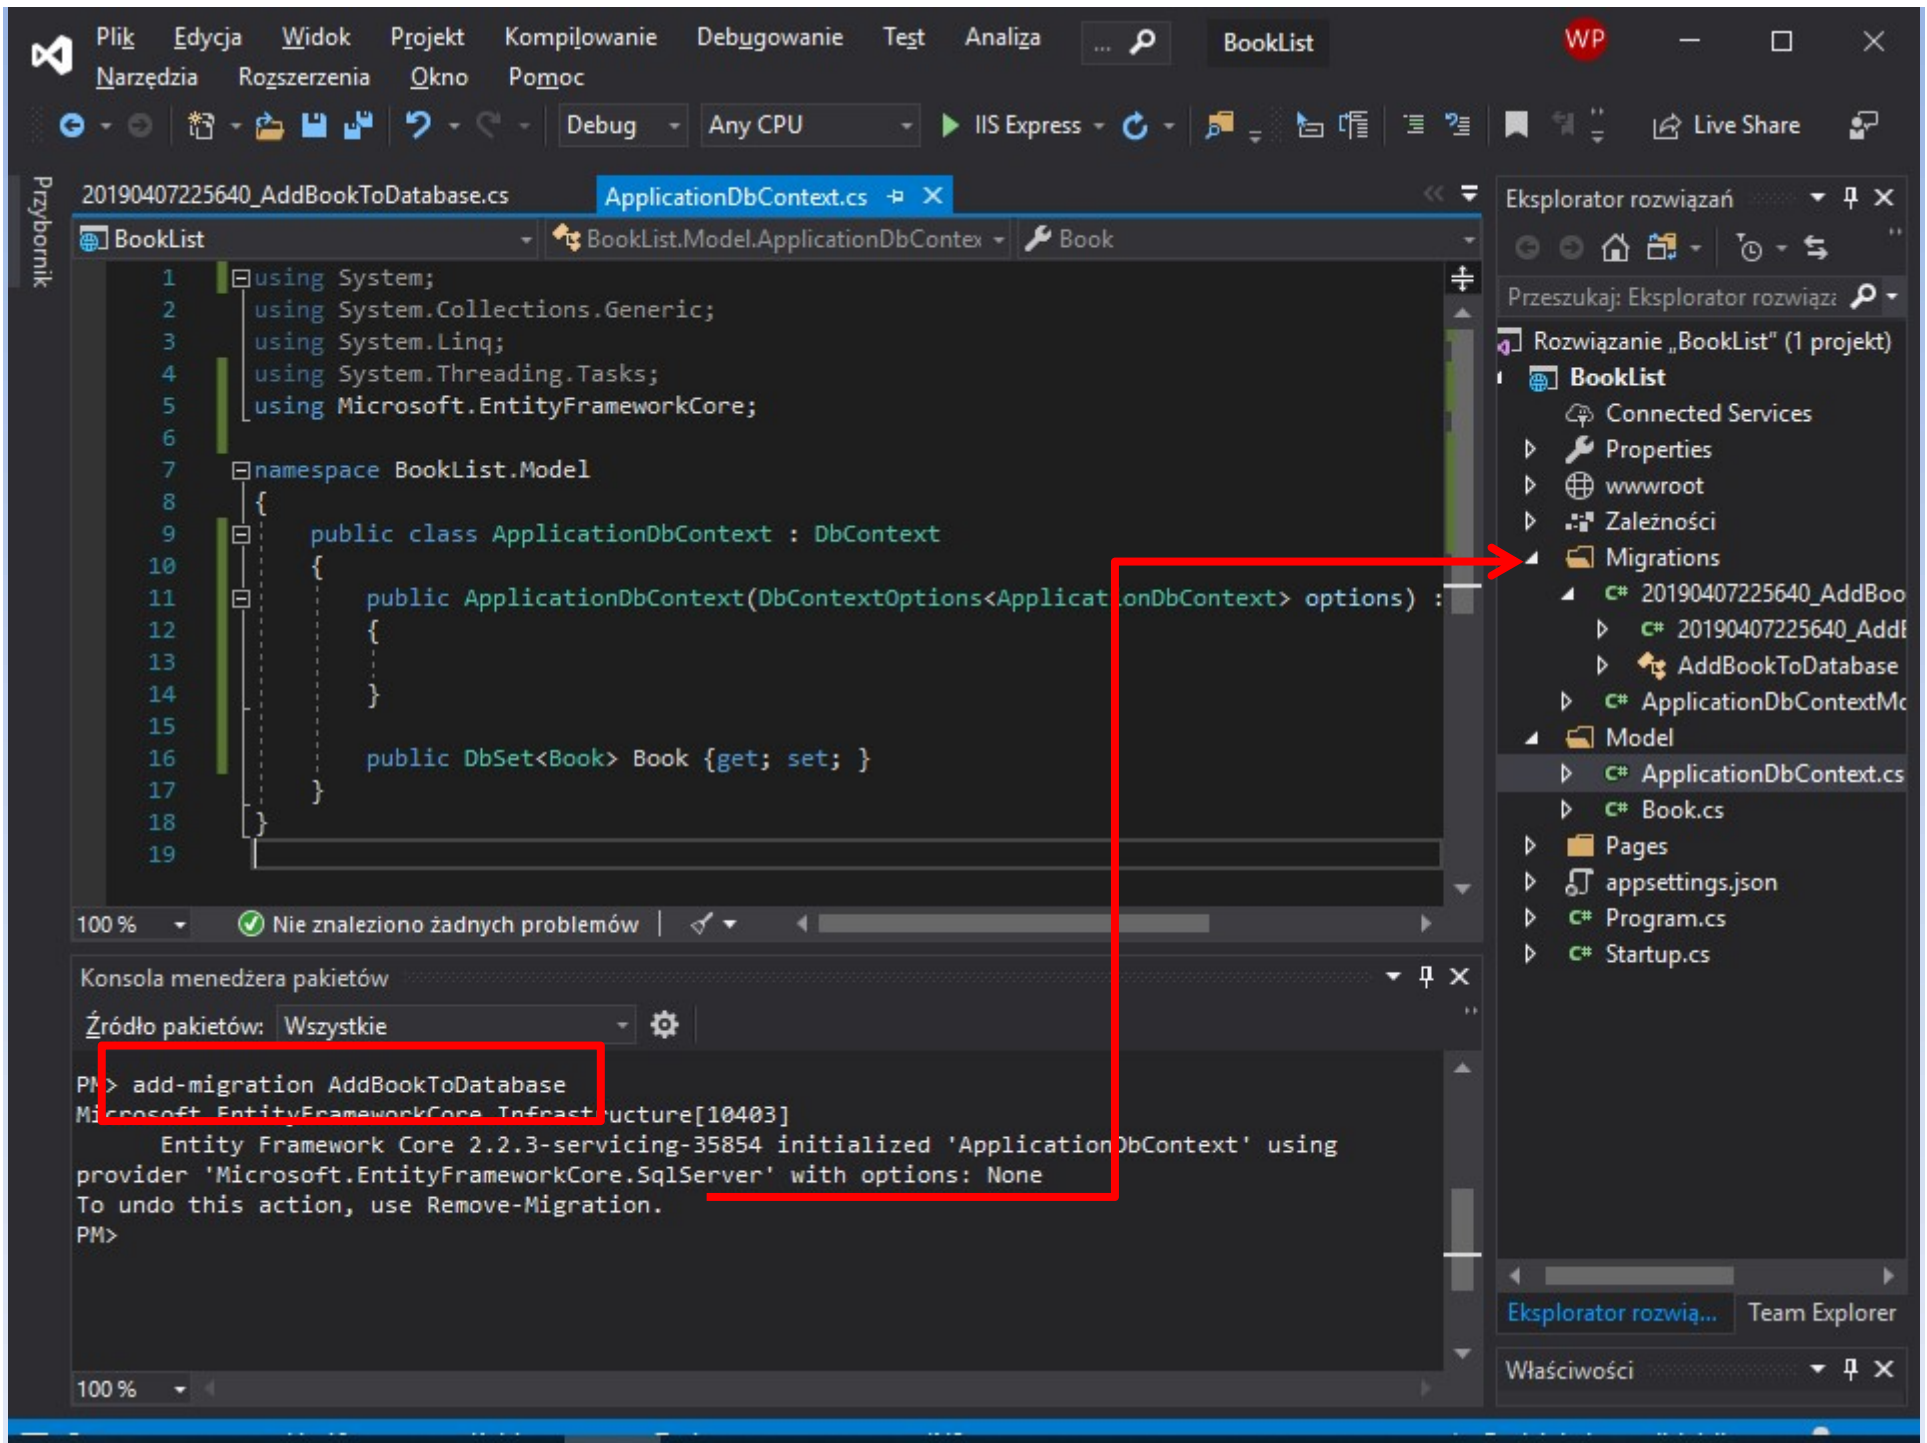 Plik Edycja Widok Projekt Kompilowanie Debugowanie Test Analiza ... BookList WP
Narzędzia Rozszerzenia Okno Pomoc
Debug Any CPU IIS Express Live Share
Przybornik
20190407225640_AddBookToDatabase.cs ApplicationDbContext.cs
BookList BookList.Model.ApplicationDbContex Book
1 using System;
2 using System.Collections.Generic;
3 using System.Linq;
4 using System.Threading.Tasks;
5 using Microsoft.EntityFrameworkCore;
6
7 namespace BookList.Model
8 {
9 public class ApplicationDbContext : DbContext
10 {
11 public ApplicationDbContext(DbContextOptions<ApplicationDbContext> options) :
12 {
13
14 }
15
16 public DbSet<Book> Book {get; set; }
17 }
18 }
19
100 % Nie znaleziono żadnych problemów
Konsola menedżera pakietów
Źródło pakietów: Wszystkie
PM> add-migration AddBookToDatabase
Microsoft.EntityFrameworkCore.Infrastructure[10403]
Entity Framework Core 2.2.3-servicing-35854 initialized 'ApplicationDbContext' using
provider 'Microsoft.EntityFrameworkCore.SqlServer' with options: None
To undo this action, use Remove-Migration.
PM>
100 %
Eksplorator rozwiązań
Przeszukaj: Eksplorator rozwiąza
Rozwiązanie „BookList” (1 projekt)
BookList
Connected Services
Properties
wwwroot
Zależności
Migrations
C# 20190407225640_AddBoo
C# 20190407225640_AddB
AddBookToDatabase
C# ApplicationDbContextMo
Model
C# ApplicationDbContext.cs
C# Book.cs
Pages
appsettings.json
C# Program.cs
C# Startup.cs
Eksplorator rozwią... Team Explorer
Właściwości